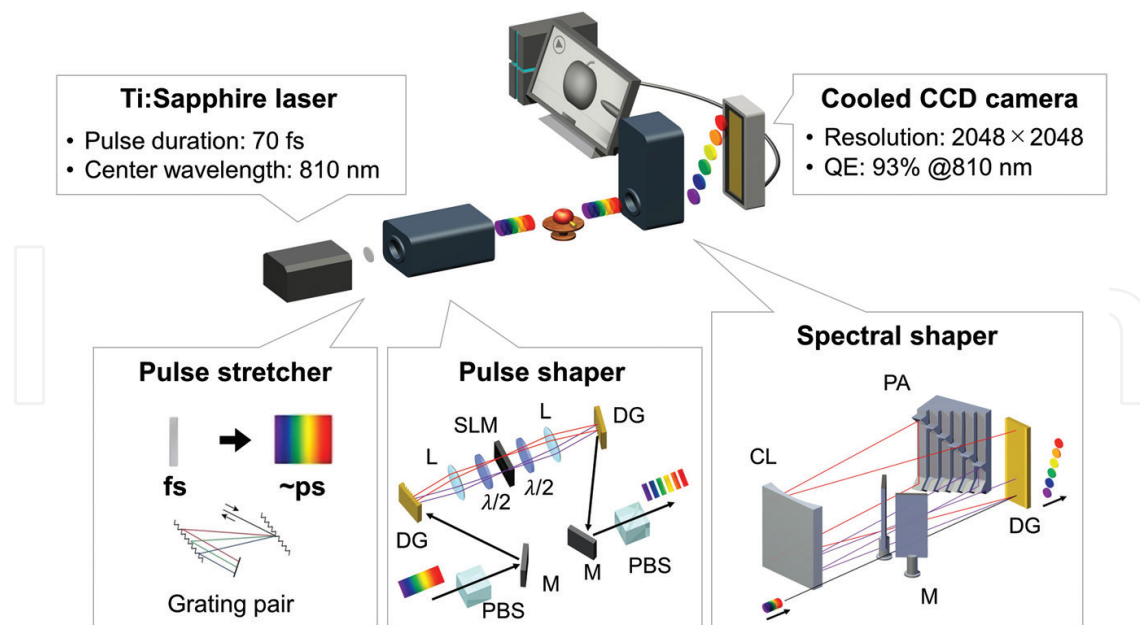 Ti:Sapphire laser
• Pulse duration: 70 fs
• Center wavelength: 810 nm
Cooled CCD camera
• Resolution: 2048 × 2048
• QE: 93% @810 nm
Pulse stretcher
fs
~ps
Grating pair
Pulse shaper
DG
L
SLM
L
λ/2
λ/2
DG
M
M
PBS
PBS
Spectral shaper
PA
CL
DG
M